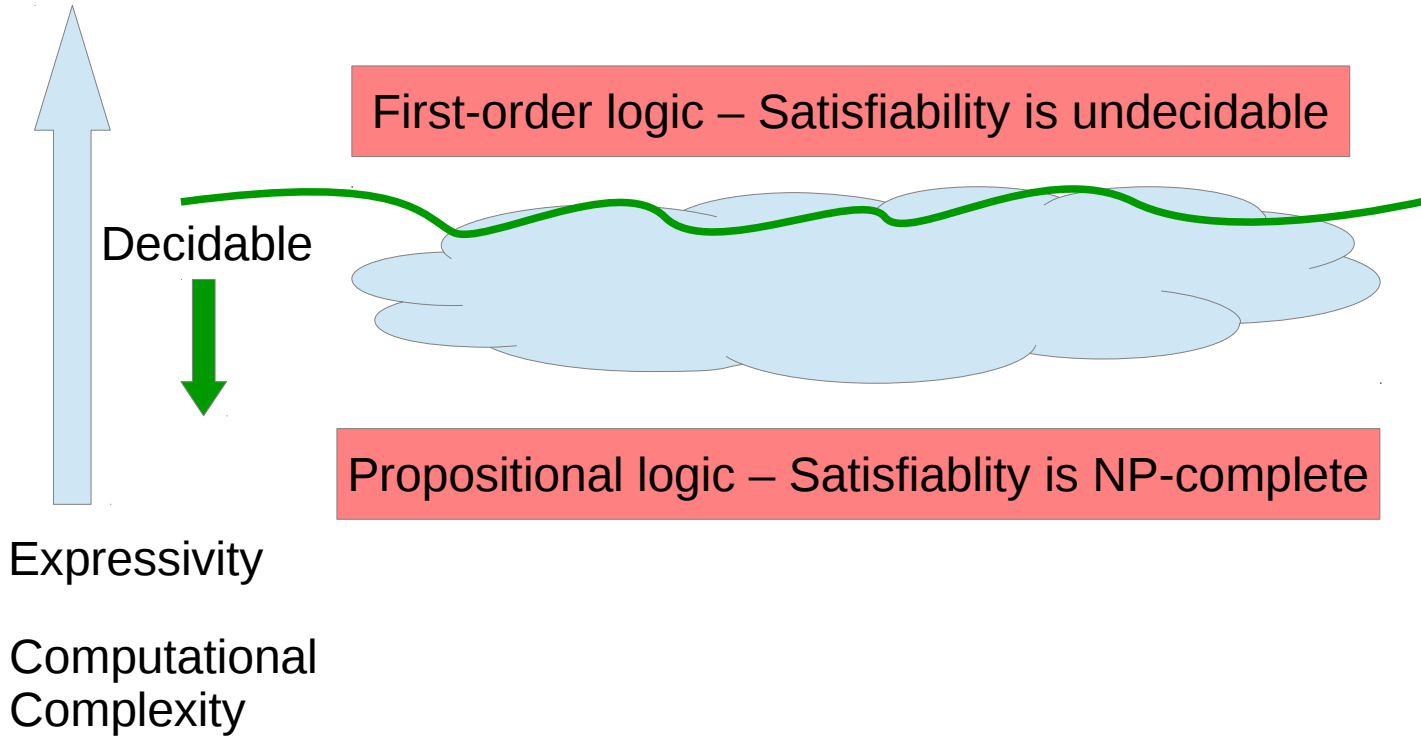 First-order logic – Satisfiability is undecidable
Decidable
Propositional logic – Satisfiablity is NP-complete
Expressivity
Computational
Complexity